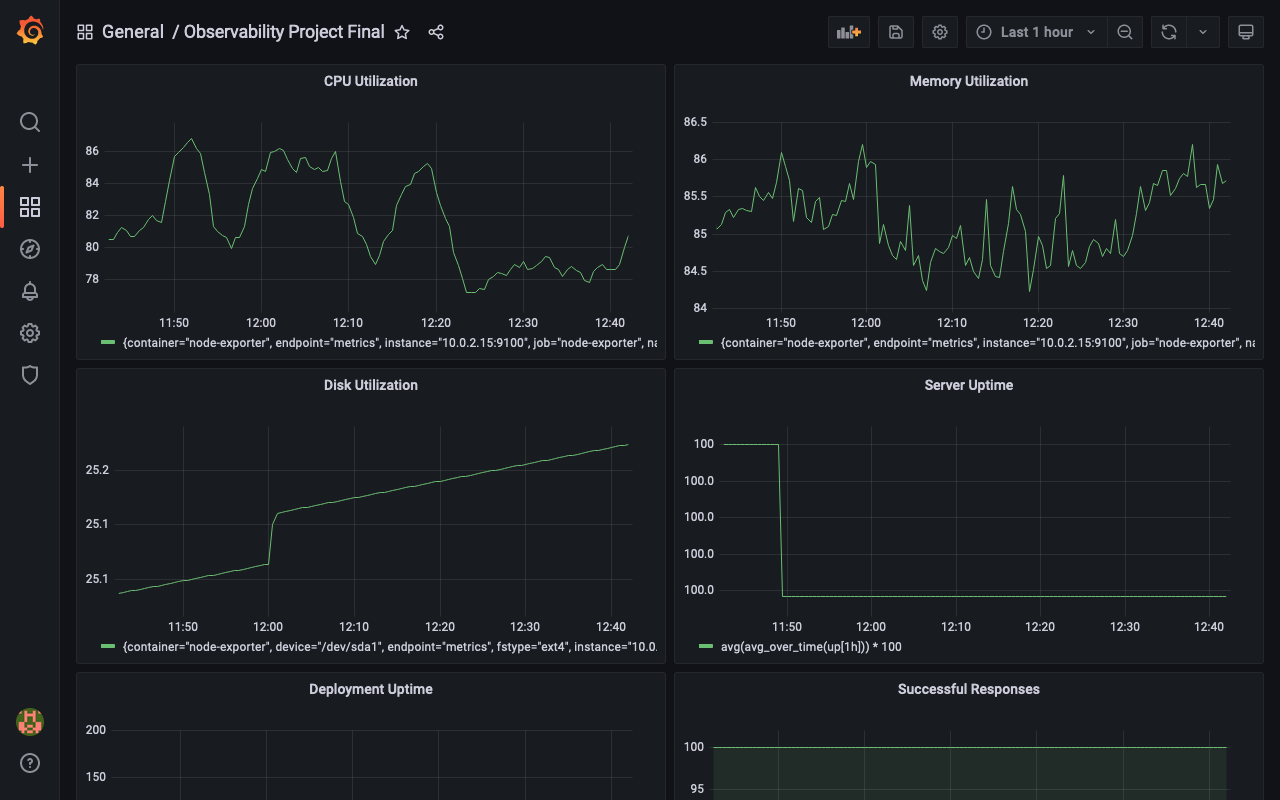 General / Observability Project Final
Last 1 hour
CPU Utilization
86
84
82
80
78
11:50 12:00 12:10 12:20 12:30 12:40
{container="node-exporter", endpoint="metrics", instance="10.0.2.15:9100", job="node-exporter", na
Memory Utilization
86.5
86
85.5
85
84.5
84
11:50 12:00 12:10 12:20 12:30 12:40
{container="node-exporter", endpoint="metrics", instance="10.0.2.15:9100", job="node-exporter", na
Disk Utilization
25.2
25.1
25.1
11:50 12:00 12:10 12:20 12:30 12:40
{container="node-exporter", device="/dev/sda1", endpoint="metrics", fstype="ext4", instance="10.0.
Server Uptime
100
100.0
100.0
100.0
100.0
11:50 12:00 12:10 12:20 12:30 12:40
avg(avg_over_time(up[1h])) * 100
Deployment Uptime
200
150
Successful Responses
100
95